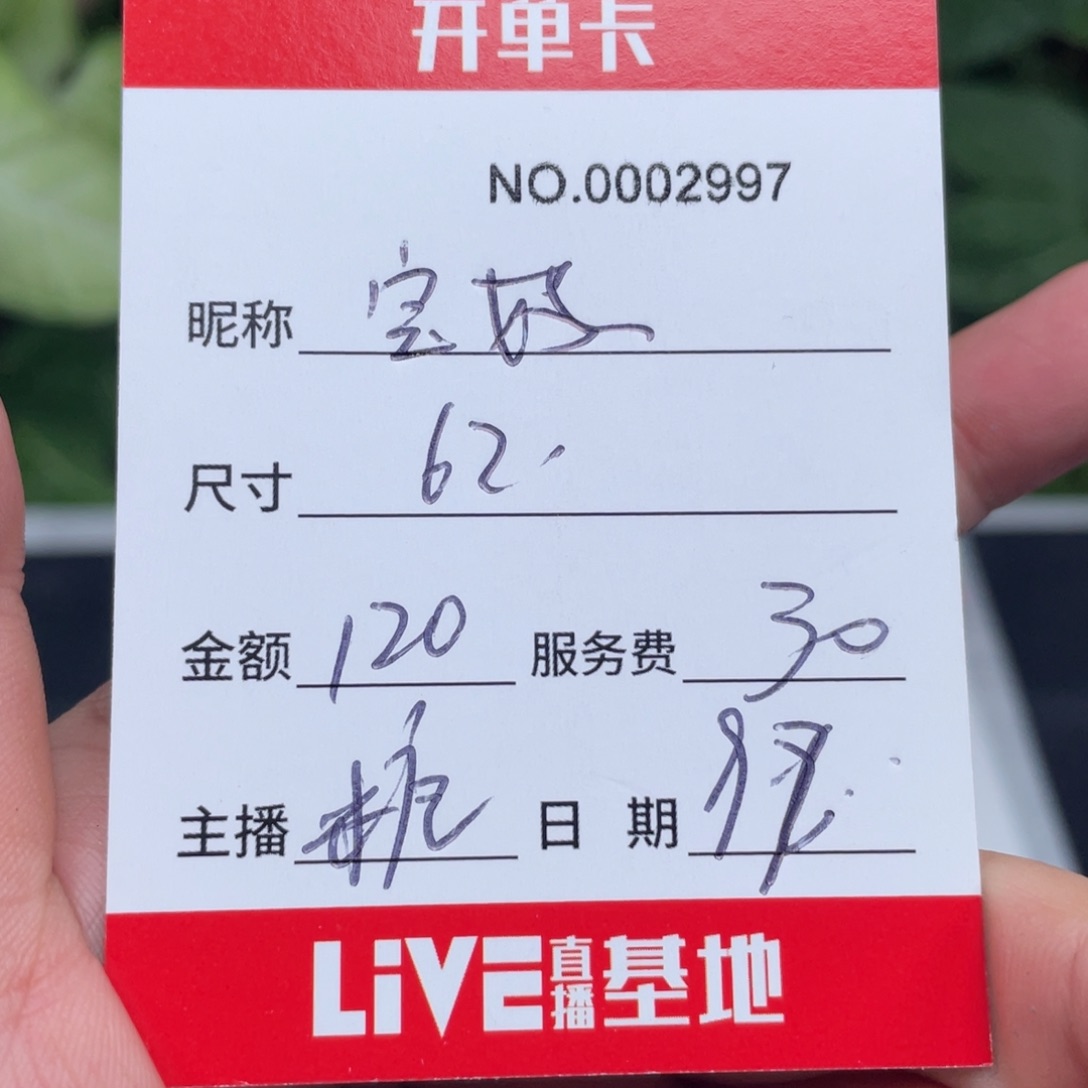 开单卡
NO.0002997
昵称 宝
尺寸 62.
金额 120 服务费 30
主播 日期
LiVE直播基地